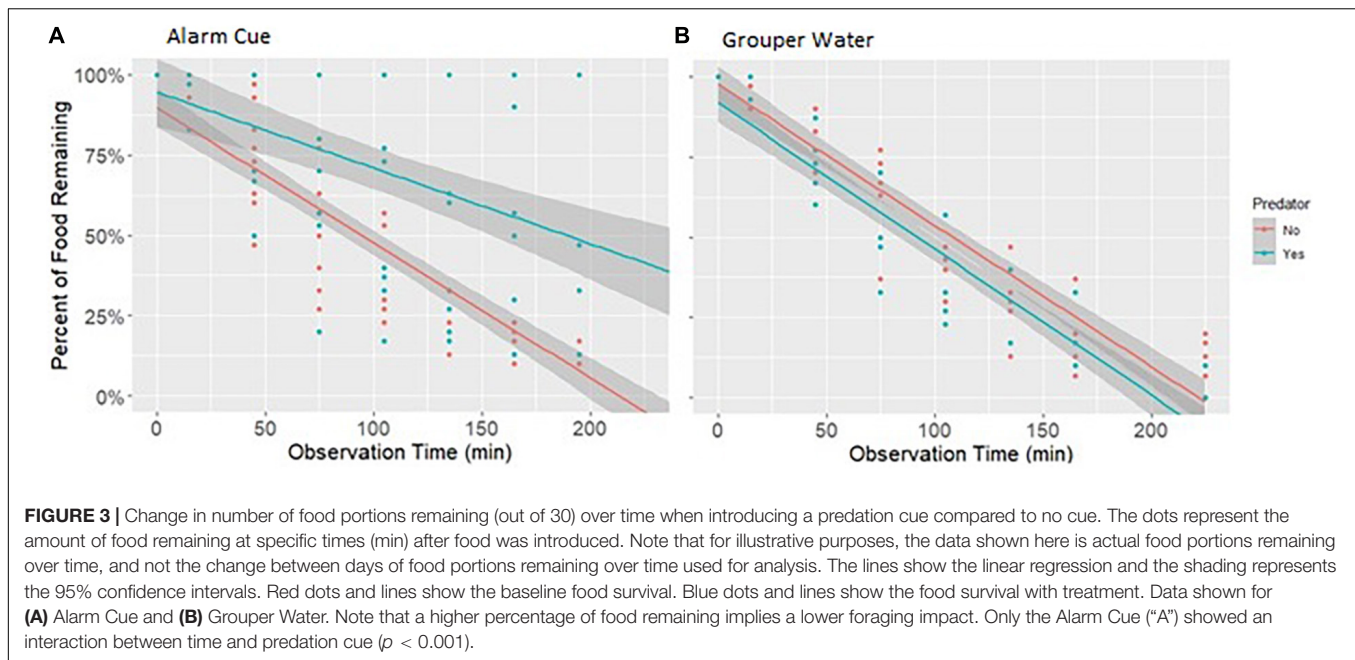 A Alarm Cue
B Grouper Water
Percent of Food Remaining
100%
75%
50%
25%
0%
0 50 100 150 200
Observation Time (min)
0 50 100 150 200
Observation Time (min)
Predator
No
Yes
FIGURE 3 | Change in number of food portions remaining (out of 30) over time when introducing a predation cue compared to no cue. The dots represent the
amount of food remaining at specific times (min) after food was introduced. Note that for illustrative purposes, the data shown here is actual food portions remaining
over time, and not the change between days of food portions remaining over time used for analysis. The lines show the linear regression and the shading represents
the 95% confidence intervals. Red dots and lines show the baseline food survival. Blue dots and lines show the food survival with treatment. Data shown for
(A) Alarm Cue and (B) Grouper Water. Note that a higher percentage of food remaining implies a lower foraging impact. Only the Alarm Cue (“A”) showed an
interaction between time and predation cue (p < 0.001).